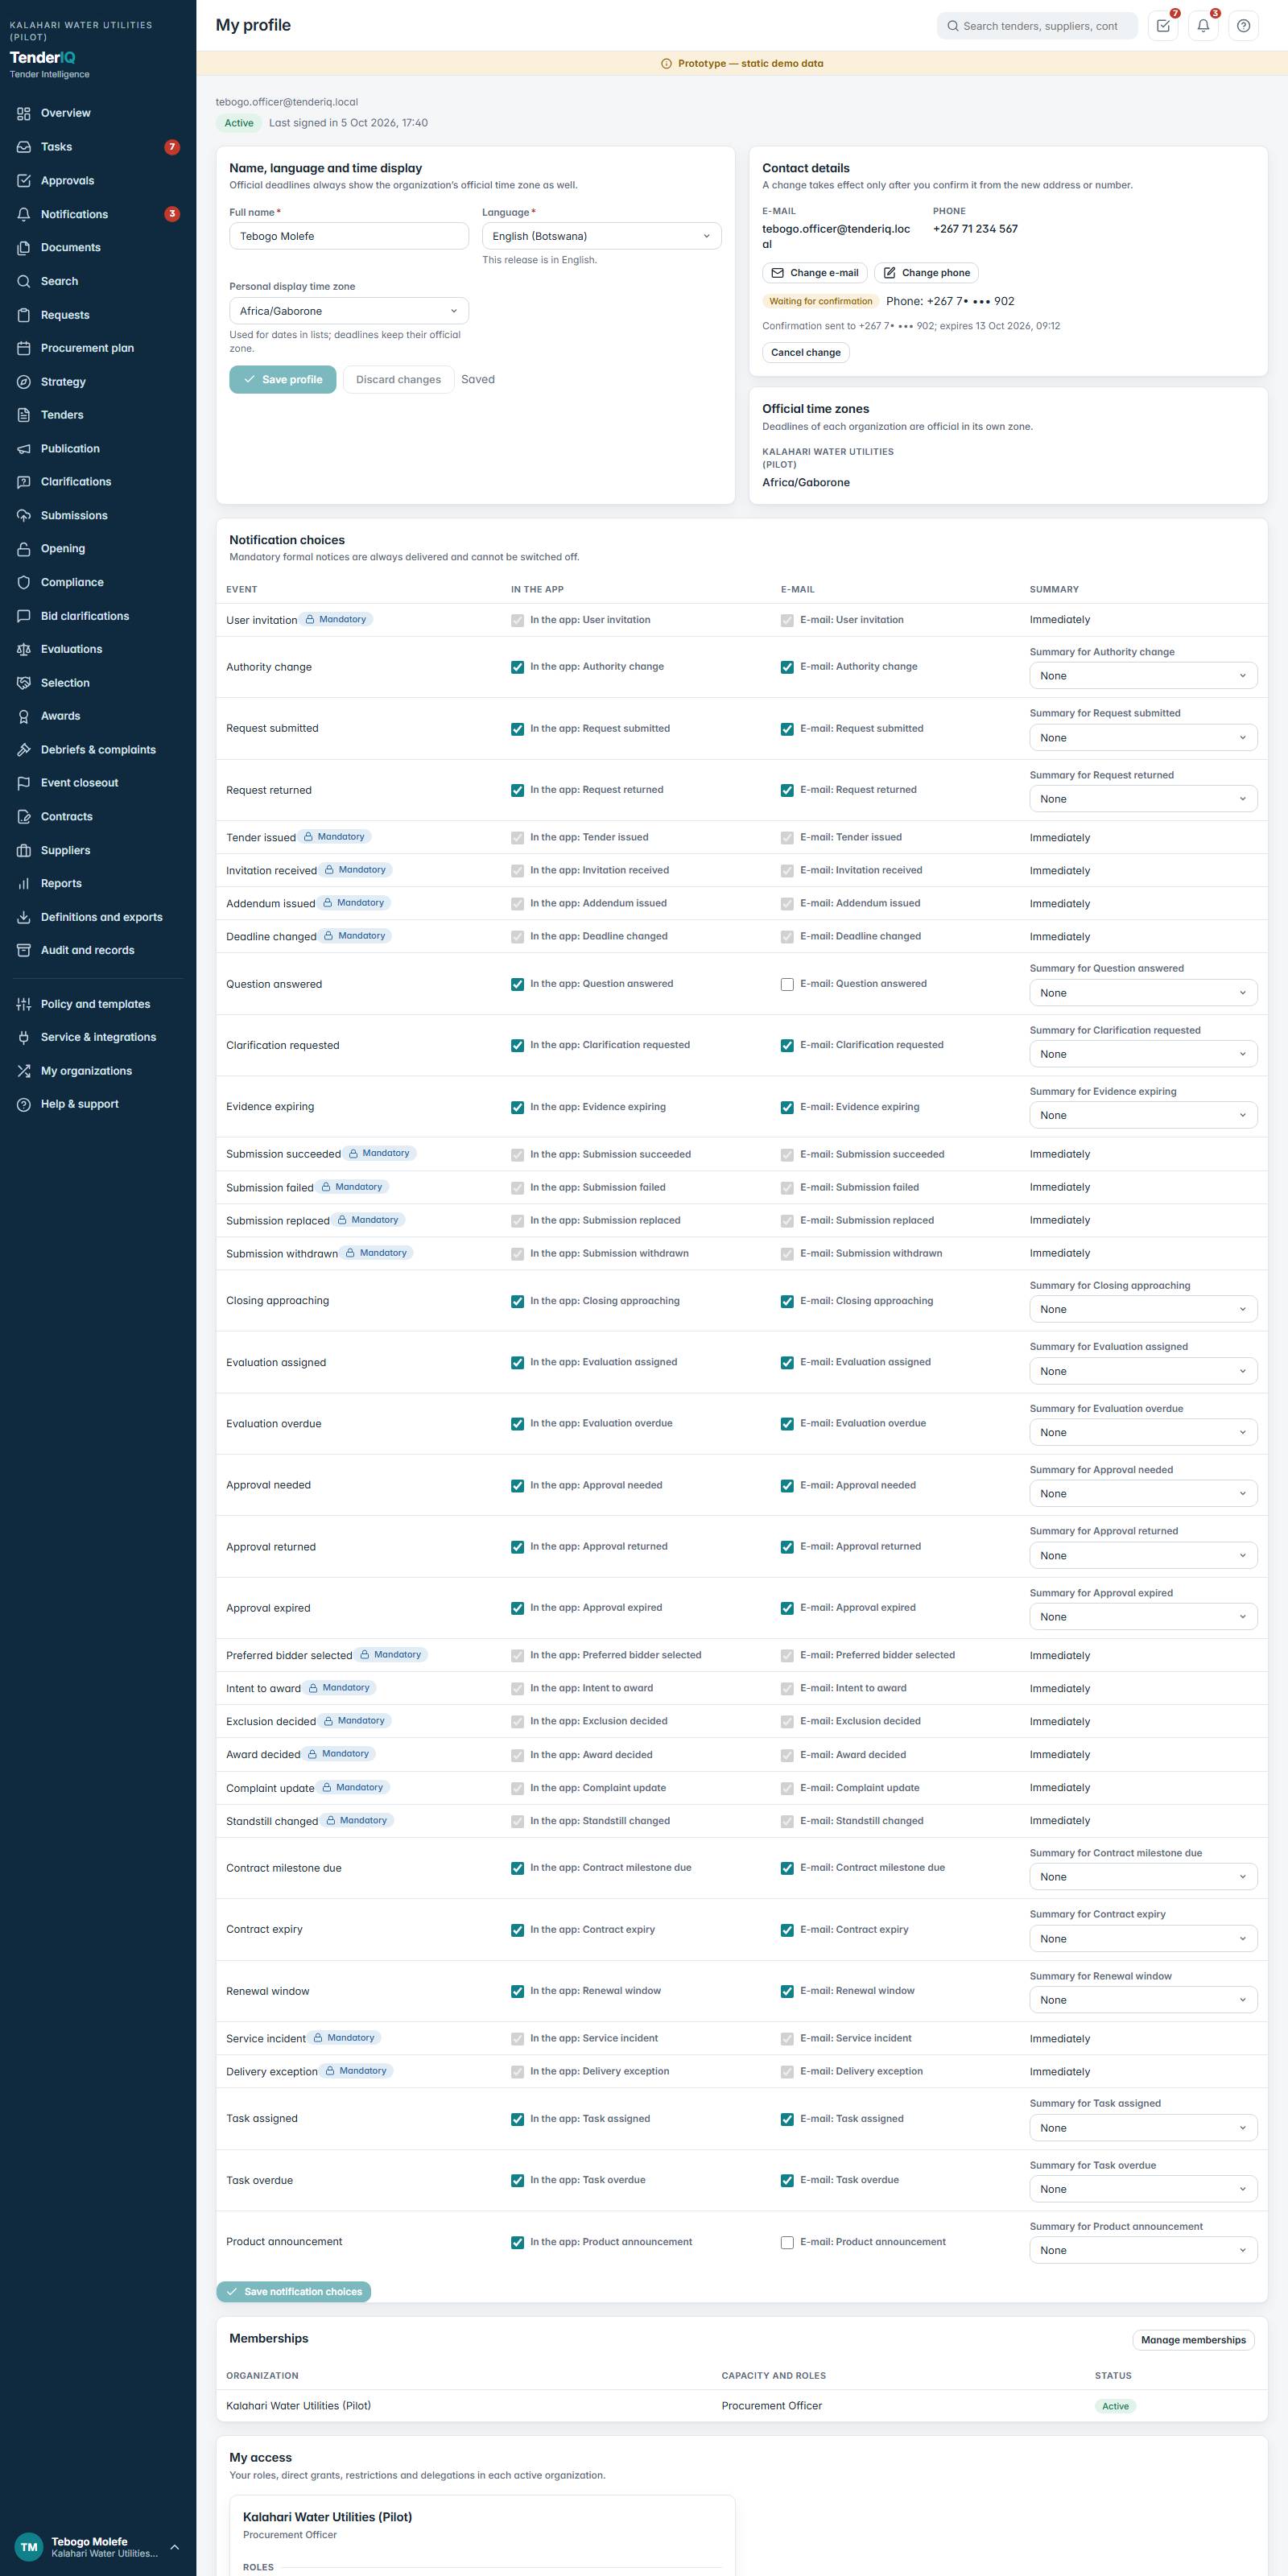 KALAHARI WATER UTILITIES
(PILOT)
TenderIQ
Tender Intelligence
Overview
Tasks 7
Approvals
Notifications 3
Documents
Search
Requests
Procurement plan
Strategy
Tenders
Publication
Clarifications
Submissions
Opening
Compliance
Bid clarifications
Evaluations
Selection
Awards
Debriefs & complaints
Event closeout
Contracts
Suppliers
Reports
Definitions and exports
Audit and records
Policy and templates
Service & integrations
My organizations
Help & support
TM Tebogo Molefe
Kalahari Water Utilities...
My profile
Search tenders, suppliers, cont
7
3
Prototype — static demo data
tebogo.officer@tenderiq.local
Active Last signed in 5 Oct 2026, 17:40
Name, language and time display
Official deadlines always show the organization's official time zone as well.
Full name * Language *
Tebogo Molefe English (Botswana)
This release is in English.
Personal display time zone
Africa/Gaborone
Used for dates in lists; deadlines keep their official
zone.
Save profile Discard changes Saved
Contact details
A change takes effect only after you confirm it from the new address or number.
E-MAIL PHONE
tebogo.officer@tenderiq.loc +267 71 234 567
al
Change e-mail Change phone
Waiting for confirmation Phone: +267 7• ••• 902
Confirmation sent to +267 7• ••• 902; expires 13 Oct 2026, 09:12
Cancel change
Official time zones
Deadlines of each organization are official in its own zone.
KALAHARI WATER UTILITIES
(PILOT)
Africa/Gaborone
Notification choices
Mandatory formal notices are always delivered and cannot be switched off.
EVENT IN THE APP E-MAIL SUMMARY
User invitation Mandatory In the app: User invitation E-mail: User invitation Immediately
Summary for Authority change
Authority change In the app: Authority change E-mail: Authority change None
Summary for Request submitted
Request submitted In the app: Request submitted E-mail: Request submitted None
Summary for Request returned
Request returned In the app: Request returned E-mail: Request returned None
Tender issued Mandatory In the app: Tender issued E-mail: Tender issued Immediately
Invitation received Mandatory In the app: Invitation received E-mail: Invitation received Immediately
Addendum issued Mandatory In the app: Addendum issued E-mail: Addendum issued Immediately
Deadline changed Mandatory In the app: Deadline changed E-mail: Deadline changed Immediately
Summary for Question answered
Question answered In the app: Question answered E-mail: Question answered None
Summary for Clarification requested
Clarification requested In the app: Clarification requested E-mail: Clarification requested None
Summary for Evidence expiring
Evidence expiring In the app: Evidence expiring E-mail: Evidence expiring None
Submission succeeded Mandatory In the app: Submission succeeded E-mail: Submission succeeded Immediately
Submission failed Mandatory In the app: Submission failed E-mail: Submission failed Immediately
Submission replaced Mandatory In the app: Submission replaced E-mail: Submission replaced Immediately
Submission withdrawn Mandatory In the app: Submission withdrawn E-mail: Submission withdrawn Immediately
Summary for Closing approaching
Closing approaching In the app: Closing approaching E-mail: Closing approaching None
Summary for Evaluation assigned
Evaluation assigned In the app: Evaluation assigned E-mail: Evaluation assigned None
Summary for Evaluation overdue
Evaluation overdue In the app: Evaluation overdue E-mail: Evaluation overdue None
Summary for Approval needed
Approval needed In the app: Approval needed E-mail: Approval needed None
Summary for Approval returned
Approval returned In the app: Approval returned E-mail: Approval returned None
Summary for Approval expired
Approval expired In the app: Approval expired E-mail: Approval expired None
Preferred bidder selected Mandatory In the app: Preferred bidder selected E-mail: Preferred bidder selected Immediately
Intent to award Mandatory In the app: Intent to award E-mail: Intent to award Immediately
Exclusion decided Mandatory In the app: Exclusion decided E-mail: Exclusion decided Immediately
Award decided Mandatory In the app: Award decided E-mail: Award decided Immediately
Complaint update Mandatory In the app: Complaint update E-mail: Complaint update Immediately
Standstill changed Mandatory In the app: Standstill changed E-mail: Standstill changed Immediately
Summary for Contract milestone due
Contract milestone due In the app: Contract milestone due E-mail: Contract milestone due None
Summary for Contract expiry
Contract expiry In the app: Contract expiry E-mail: Contract expiry None
Summary for Renewal window
Renewal window In the app: Renewal window E-mail: Renewal window None
Service incident Mandatory In the app: Service incident E-mail: Service incident Immediately
Delivery exception Mandatory In the app: Delivery exception E-mail: Delivery exception Immediately
Summary for Task assigned
Task assigned In the app: Task assigned E-mail: Task assigned None
Summary for Task overdue
Task overdue In the app: Task overdue E-mail: Task overdue None
Summary for Product announcement
Product announcement In the app: Product announcement E-mail: Product announcement None
Save notification choices
Memberships Manage memberships
ORGANIZATION CAPACITY AND ROLES STATUS
Kalahari Water Utilities (Pilot) Procurement Officer Active
My access
Your roles, direct grants, restrictions and delegations in each active organization.
Kalahari Water Utilities (Pilot)
Procurement Officer
ROLES